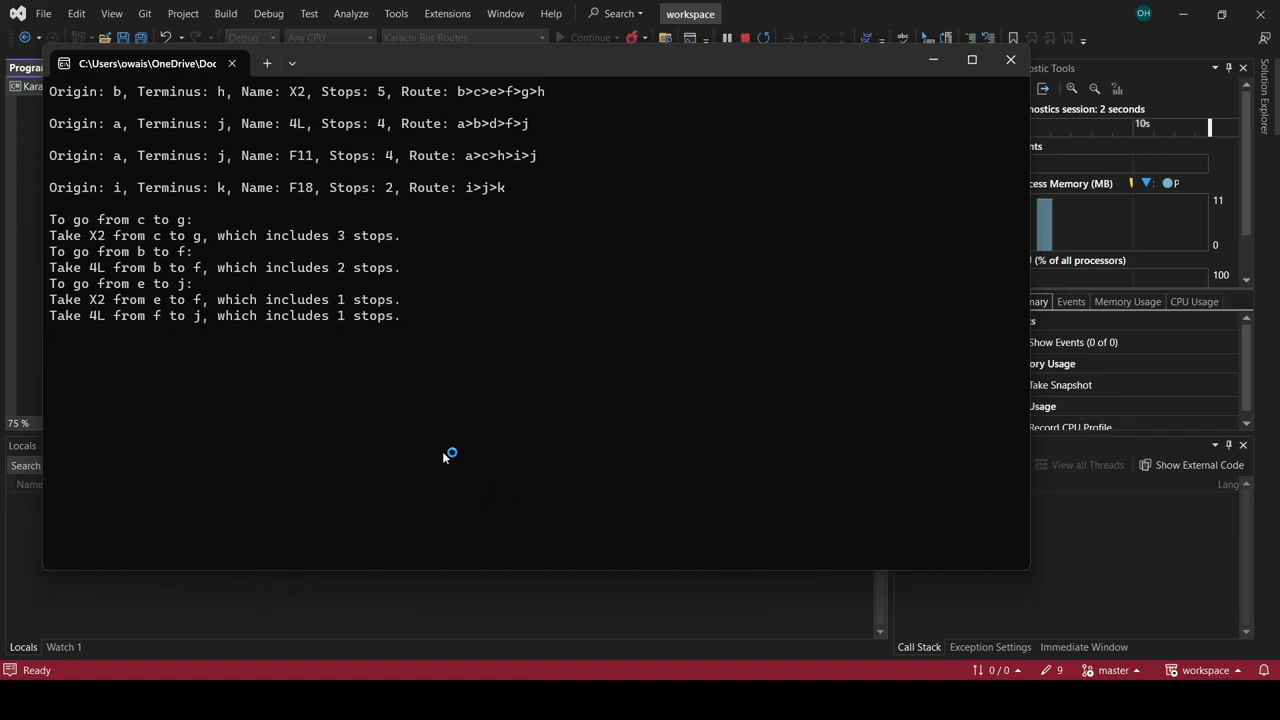 File Edit View Git Project Build Debug Test Analyze Tools Extensions Window Help Search workspace OH
Debug Any CPU Karachi Bus Routes Continue
Program
Kara
C:\Users\owais\OneDrive\Doc
Origin: b, Terminus: h, Name: X2, Stops: 5, Route: b>c>e>f>g>h
Origin: a, Terminus: j, Name: 4L, Stops: 4, Route: a>b>d>f>j
Origin: a, Terminus: j, Name: F11, Stops: 4, Route: a>c>h>i>j
Origin: i, Terminus: k, Name: F18, Stops: 2, Route: i>j>k
To go from c to g:
Take X2 from c to g, which includes 3 stops.
To go from b to f:
Take 4L from b to f, which includes 2 stops.
To go from e to j:
Take X2 from e to f, which includes 1 stops.
Take 4L from f to j, which includes 1 stops.
ostic Tools
nostics session: 2 seconds
10s
ents
cess Memory (MB) P
11
0
U (% of all processors)
100
mary Events Memory Usage CPU Usage
Show Events (0 of 0)
ory Usage
Take Snapshot
Usage
Record CPU Profile
Solution Explorer
75 %
Locals
Search
Name
View all Threads Show External Code
Lang
Locals Watch 1
Call Stack Exception Settings Immediate Window
Ready 0 / 0 9 master workspace